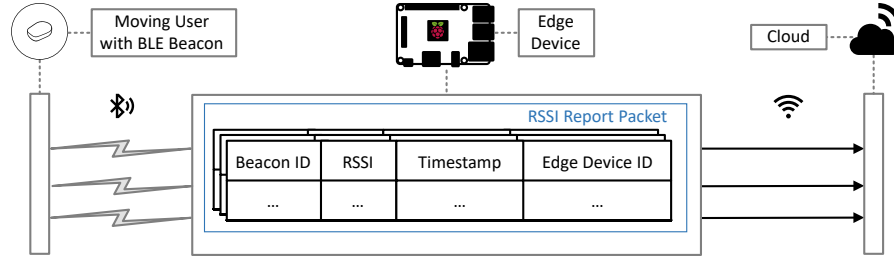 Moving User
with BLE Beacon
Edge
Device
Cloud
RSSI Report Packet
Beacon ID RSSI Timestamp Edge Device ID
... ... ... ...